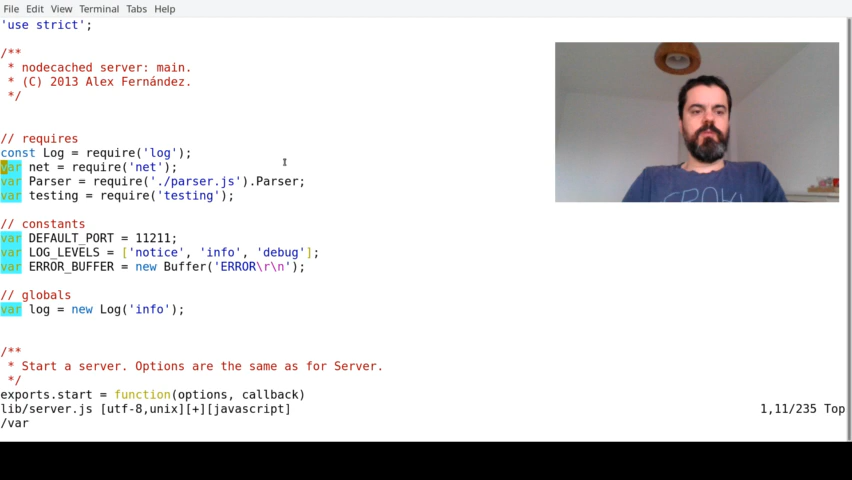 File Edit View Terminal Tabs Help
'use strict';
/**
 * nodecached server: main.
 * (C) 2013 Alex Fernández.
 */
// requires
const Log = require('log');
var net = require('net');
var Parser = require('./parser.js').Parser;
var testing = require('testing');
// constants
var DEFAULT_PORT = 11211;
var LOG_LEVELS = ['notice', 'info', 'debug'];
var ERROR_BUFFER = new Buffer('ERROR\r\n');
// globals
var log = new Log('info');
/**
 * Start a server. Options are the same as for Server.
 */
exports.start = function(options, callback)
lib/server.js [utf-8,unix][+][javascript] 1,11/235 Top
/var